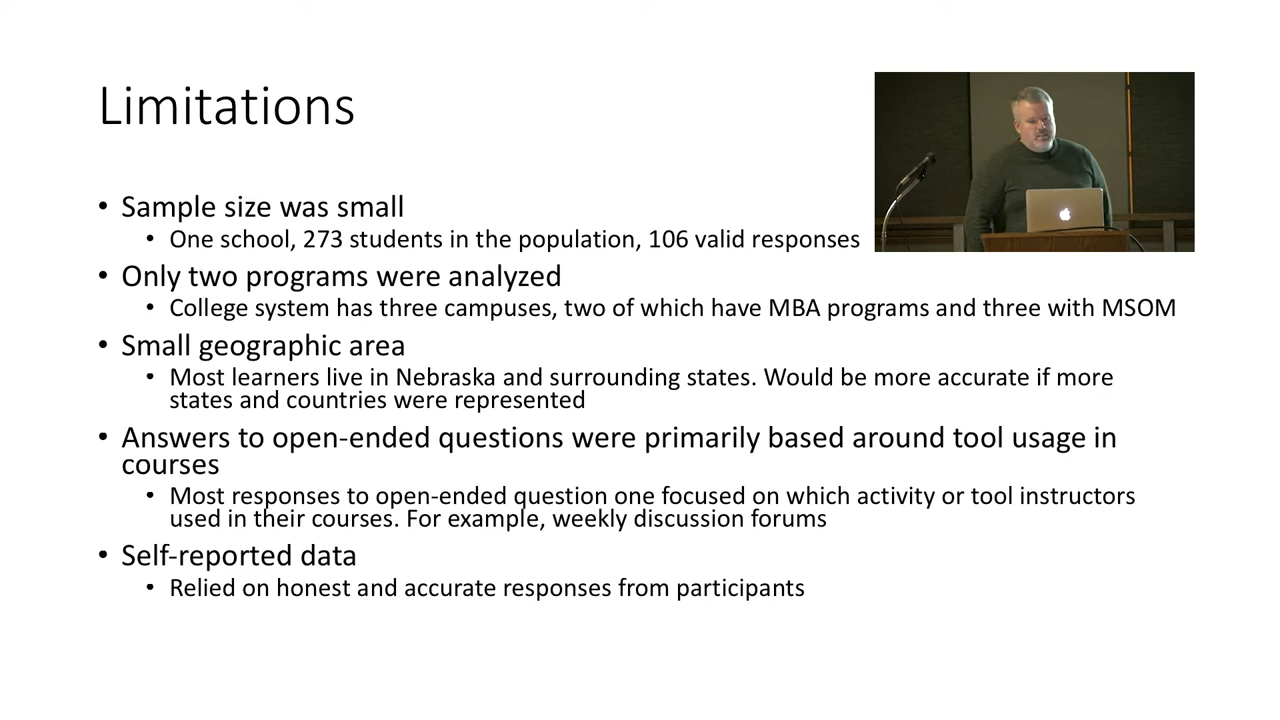 Limitations
• Sample size was small
• One school, 273 students in the population, 106 valid responses
• Only two programs were analyzed
• College system has three campuses, two of which have MBA programs and three with MSOM
• Small geographic area
• Most learners live in Nebraska and surrounding states. Would be more accurate if more
states and countries were represented
• Answers to open-ended questions were primarily based around tool usage in
courses
• Most responses to open-ended question one focused on which activity or tool instructors
used in their courses. For example, weekly discussion forums
• Self-reported data
• Relied on honest and accurate responses from participants